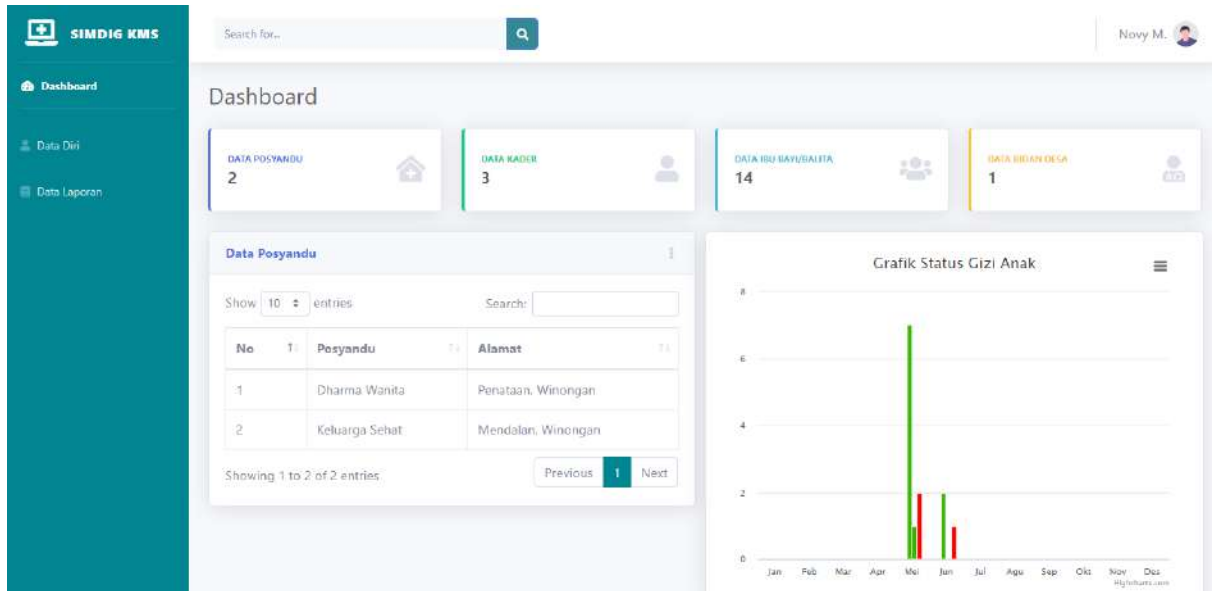 SIMDIG KMS
Search for...
Novy M.
Dashboard
Data Diri
Data Laporan
Dashboard
DATA POSYANDU
2
DATA KADER
3
DATA IBU BAYI/BALITA
14
DATA BIDAN DESA
1
Data Posyandu
Show 10 entries
Search:
No Posyandu Alamat
1 Dharma Wanita Penataan, Winongan
2 Keluarga Sehat Mendalan, Winongan
Showing 1 to 2 of 2 entries
Previous 1 Next
Grafik Status Gizi Anak
8
6
4
2
0
Jan Feb Mar Apr Mei Jun Jul Agu Sep Okt Nov Des
Highcharts.com